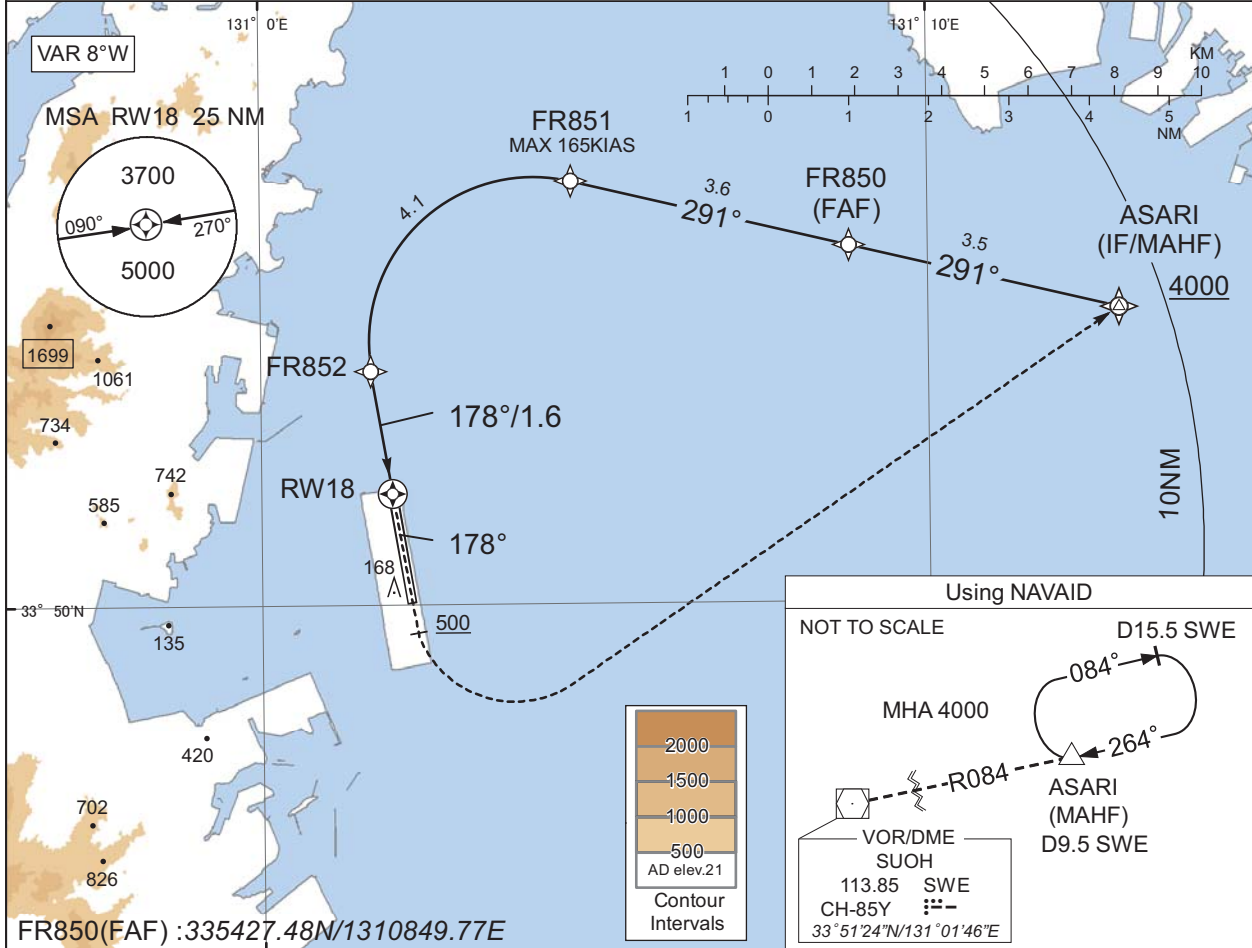 131° 0'E
131° 10'E
VAR 8°W
KM
1 0 1 2 3 4 5 6 7 8 9 10
1 0 1 2 3 4 5
NM
MSA RW18 25 NM
3700
090°
270°
5000
FR851
MAX 165KIAS
FR850
(FAF)
3.6
291°
3.5
291°
ASARI
(IF/MAHF)
4000
4.1
1699
1061
734
742
585
FR852
178°/1.6
RW18
178°
168
500
10NM
33° 50'N
135
420
702
826
2000
1500
1000
500
AD elev.21
Contour
Intervals
Using NAVAID
NOT TO SCALE
D15.5 SWE
084°
MHA 4000
264°
R084
ASARI
(MAHF)
D9.5 SWE
VOR/DME
SUOH
113.85 SWE
CH-85Y
33°51'24"N/131°01'46"E
FR850(FAF) :335427.48N/1310849.77E